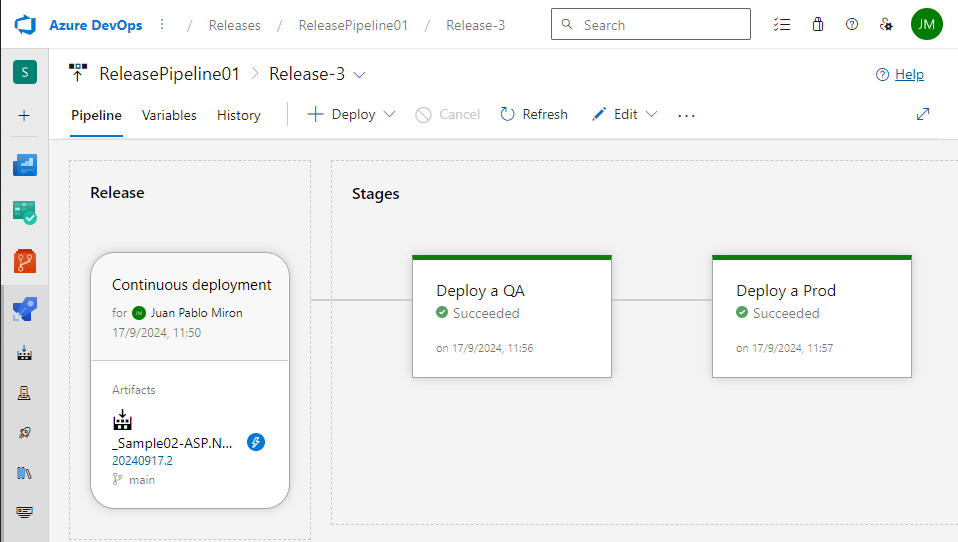 Azure DevOps / Releases / ReleasePipeline01 / Release-3 Search JM
S ReleasePipeline01 > Release-3 Help
Pipeline Variables History Deploy Cancel Refresh Edit ...
Release
Continuous deployment
for JM Juan Pablo Miron
17/9/2024, 11:50
Artifacts
_Sample02-ASP.N...
20240917.2
main
Stages
Deploy a QA
Succeeded
on 17/9/2024, 11:56
Deploy a Prod
Succeeded
on 17/9/2024, 11:57